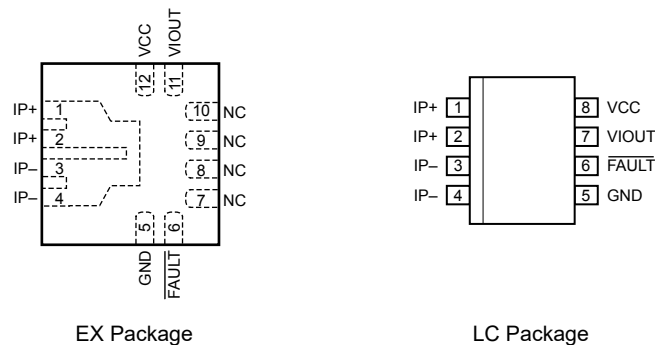 VCC
VIOUT
12
11
IP+ 1
10 NC
IP+ 2
9 NC
IP– 3
8 NC
IP– 4
7 NC
5
6
GND
FAULT
EX Package
IP+ 1
8 VCC
IP+ 2
7 VIOUT
IP– 3
6 FAULT
IP– 4
5 GND
LC Package